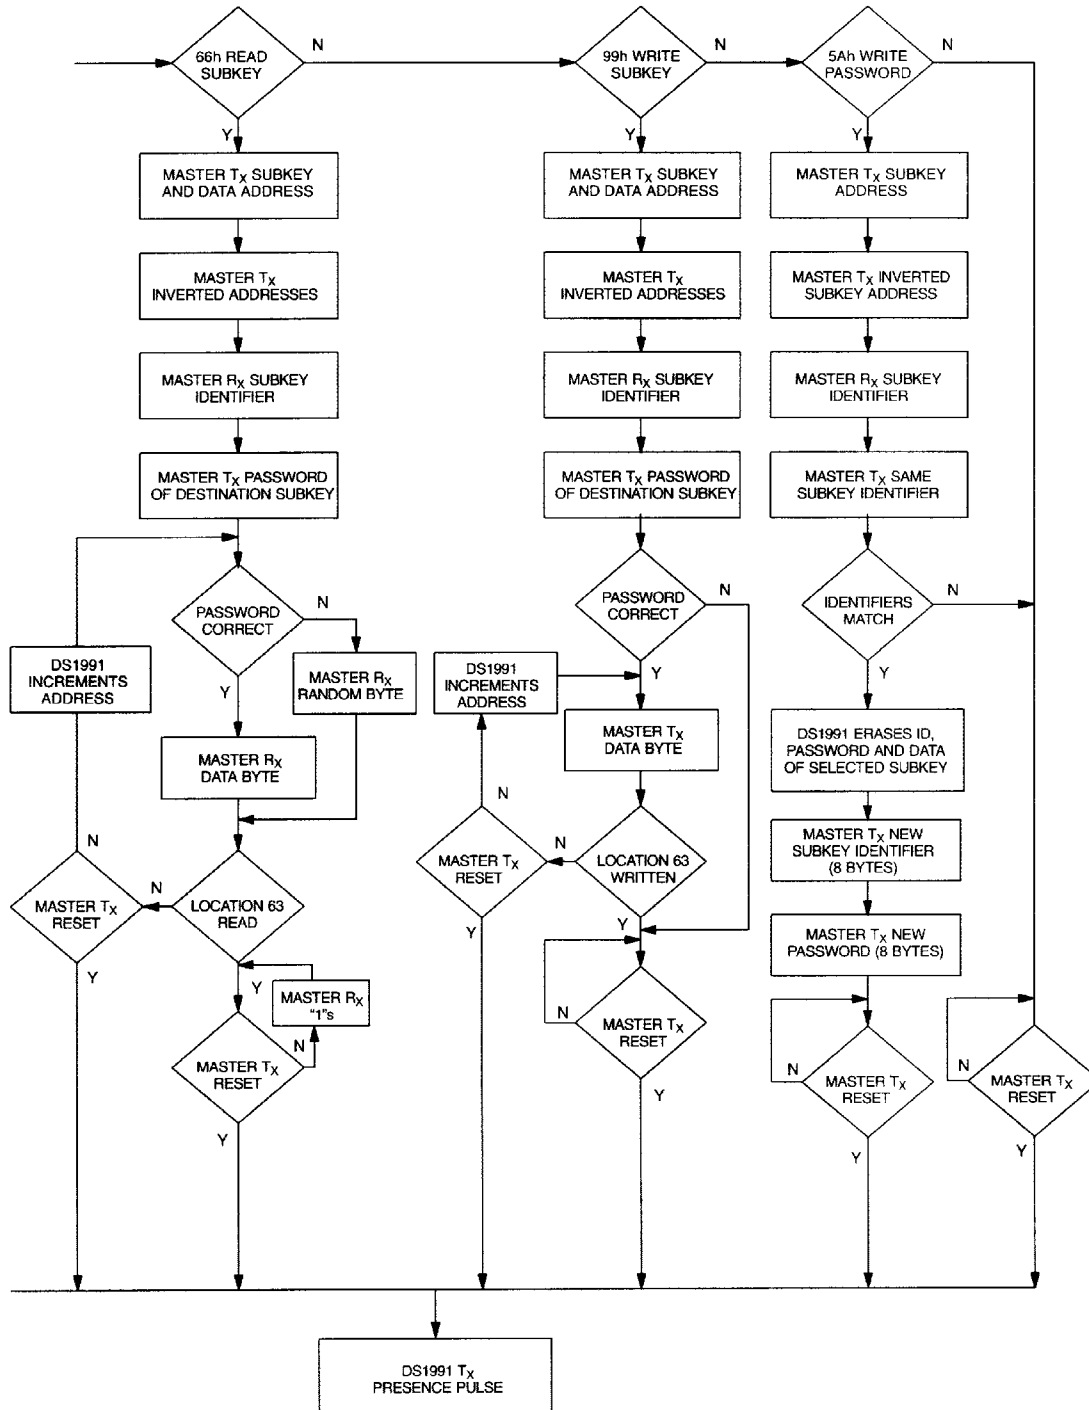 66h READ
SUBKEY
N
Y
MASTER TX SUBKEY
AND DATA ADDRESS
MASTER TX
INVERTED ADDRESSES
MASTER RX SUBKEY
IDENTIFIER
MASTER TX PASSWORD
OF DESTINATION SUBKEY
PASSWORD
CORRECT
N
Y
MASTER RX
RANDOM BYTE
DS1991
INCREMENTS
ADDRESS
MASTER RX
DATA BYTE
N
MASTER TX
RESET
N
LOCATION 63
READ
Y
Y
MASTER RX
"1"s
MASTER TX
RESET
N
Y
99h WRITE
SUBKEY
N
Y
MASTER TX SUBKEY
AND DATA ADDRESS
MASTER TX
INVERTED ADDRESSES
MASTER RX SUBKEY
IDENTIFIER
MASTER TX PASSWORD
OF DESTINATION SUBKEY
PASSWORD
CORRECT
N
Y
DS1991
INCREMENTS
ADDRESS
MASTER TX
DATA BYTE
N
MASTER TX
RESET
N
LOCATION 63
WRITTEN
Y
Y
N
MASTER TX
RESET
Y
5Ah WRITE
PASSWORD
N
Y
MASTER TX SUBKEY
ADDRESS
MASTER TX INVERTED
SUBKEY ADDRESS
MASTER RX SUBKEY
IDENTIFIER
MASTER TX SAME
SUBKEY IDENTIFIER
IDENTIFIERS
MATCH
N
Y
DS1991 ERASES ID,
PASSWORD AND DATA
OF SELECTED SUBKEY
MASTER TX NEW
SUBKEY IDENTIFIER
(8 BYTES)
MASTER TX NEW
PASSWORD (8 BYTES)
N
MASTER TX
RESET
Y
N
MASTER TX
RESET
Y
DS1991 TX
PRESENCE PULSE